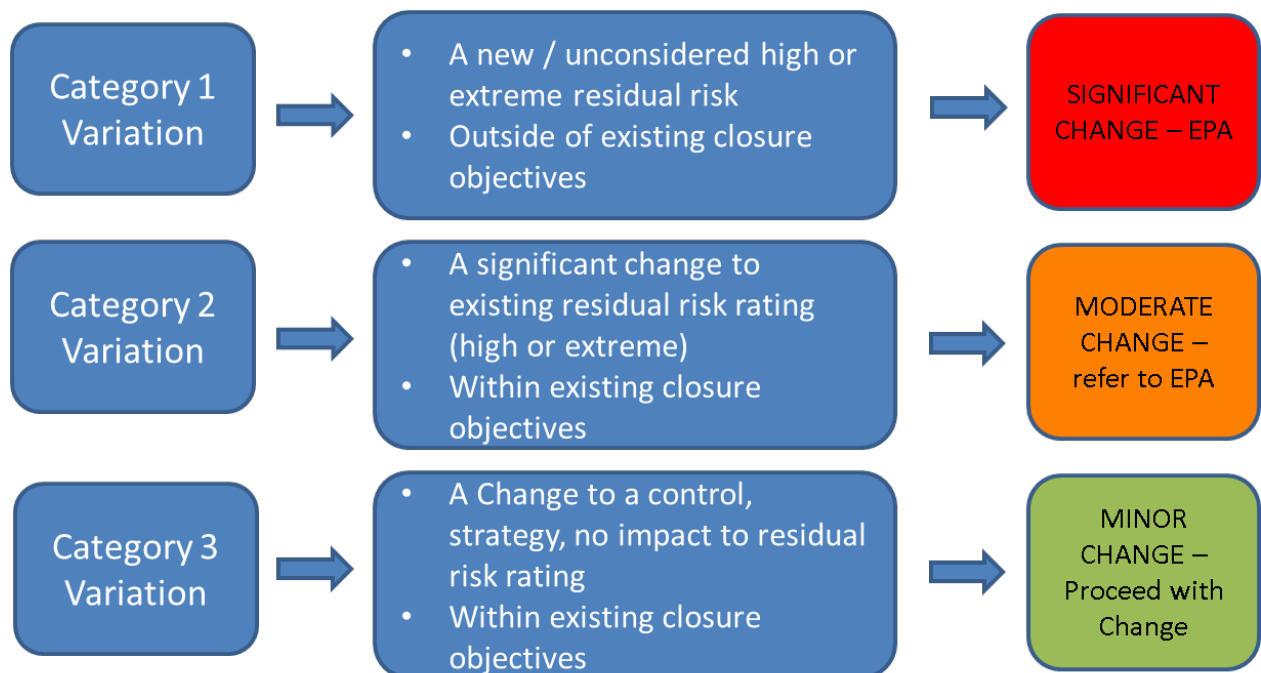 Category 1
Variation
• A new / unconsidered high or
extreme residual risk
• Outside of existing closure
objectives
SIGNIFICANT
CHANGE – EPA
Category 2
Variation
• A significant change to
existing residual risk rating
(high or extreme)
• Within existing closure
objectives
MODERATE
CHANGE –
refer to EPA
Category 3
Variation
• A Change to a control,
strategy, no impact to residual
risk rating
• Within existing closure
objectives
MINOR
CHANGE –
Proceed with
Change